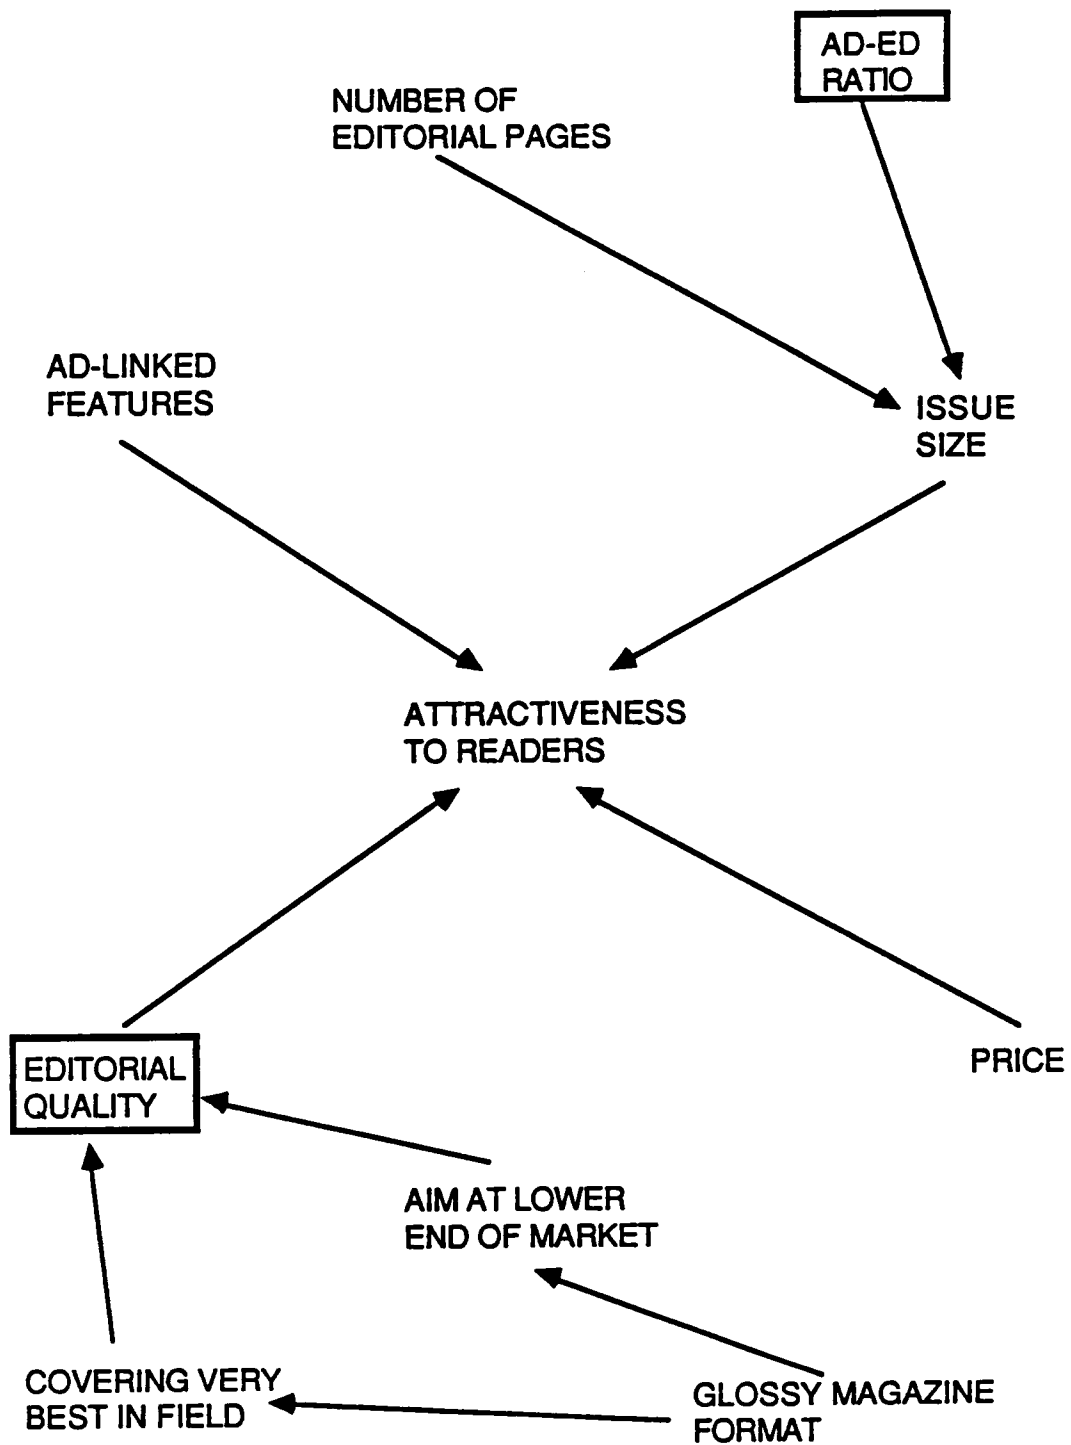 AD-ED
RATIO
NUMBER OF
EDITORIAL PAGES
AD-LINKED
FEATURES
ISSUE
SIZE
ATTRACTIVENESS
TO READERS
EDITORIAL
QUALITY
PRICE
AIM AT LOWER
END OF MARKET
COVERING VERY
BEST IN FIELD
GLOSSY MAGAZINE
FORMAT